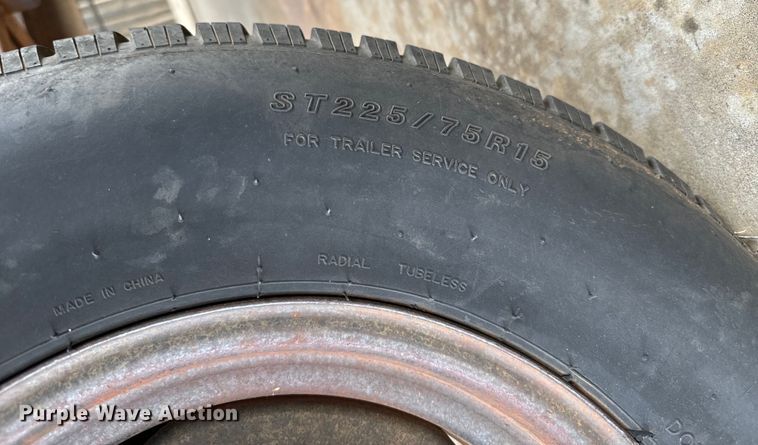 ST225/75R15
FOR TRAILER SERVICE ONLY
RADIAL TUBELESS
MADE IN CHINA
Purple Wave Auction